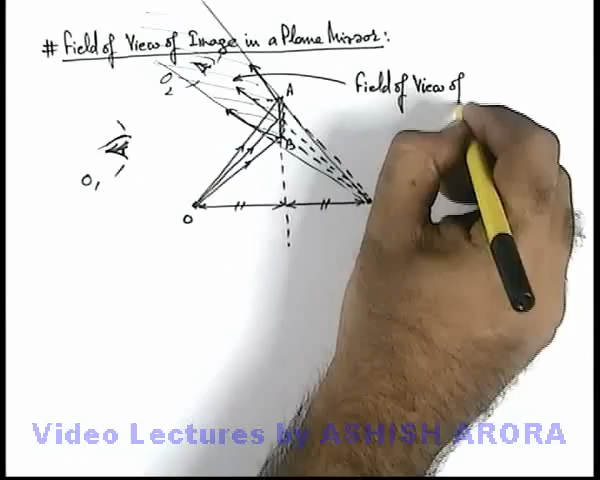 # Field of View of Image in a Plane Mirror:
O2
A
Field of View of
B
O1
O
Video Lectures by ASHISH ARORA